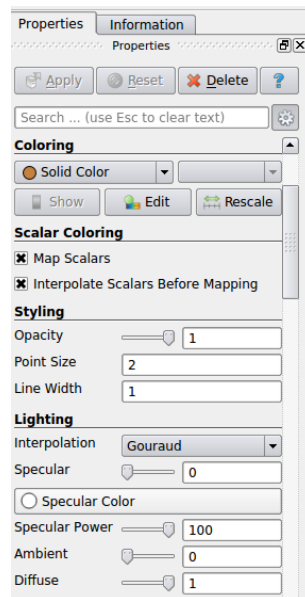 Properties Information
Properties
Apply Reset Delete ?
Search ... (use Esc to clear text)
Coloring
Solid Color
Show Edit Rescale
Scalar Coloring
Map Scalars
Interpolate Scalars Before Mapping
Styling
Opacity 1
Point Size 2
Line Width 1
Lighting
Interpolation Gouraud
Specular 0
Specular Color
Specular Power 100
Ambient 0
Diffuse 1